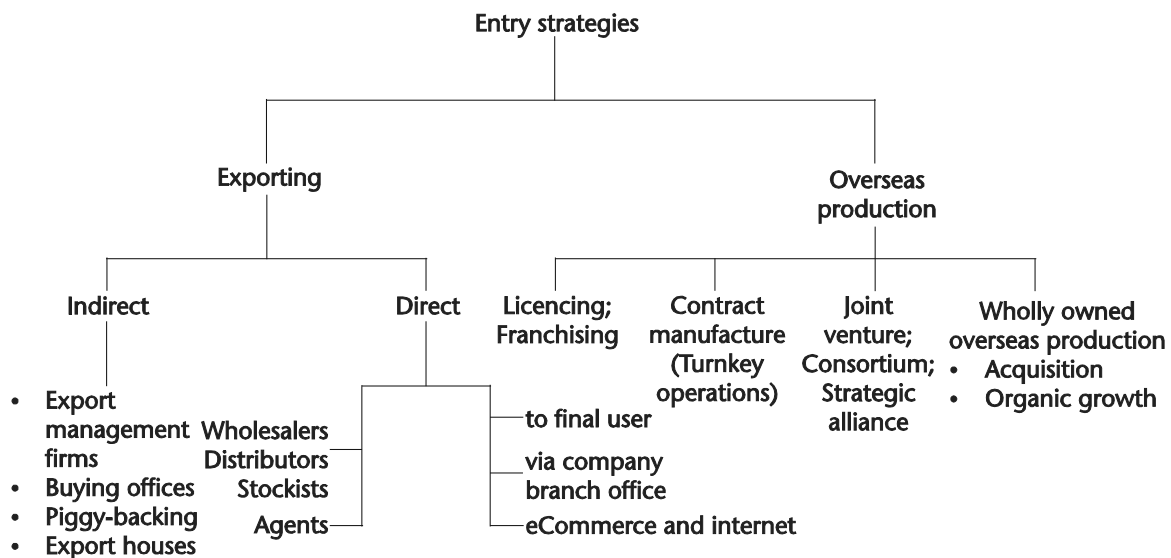 Entry strategies
Exporting
Overseas
production
Indirect
Direct
Licencing;
Franchising
Contract
manufacture
(Turnkey
operations)
Joint
venture;
Consortium;
Strategic
alliance
Wholly owned
overseas production
• Acquisition
• Organic growth
• Export
management
firms
• Buying offices
• Piggy-backing
• Export houses
Wholesalers
Distributors
Stockists
Agents
to final user
via company
branch office
eCommerce and internet